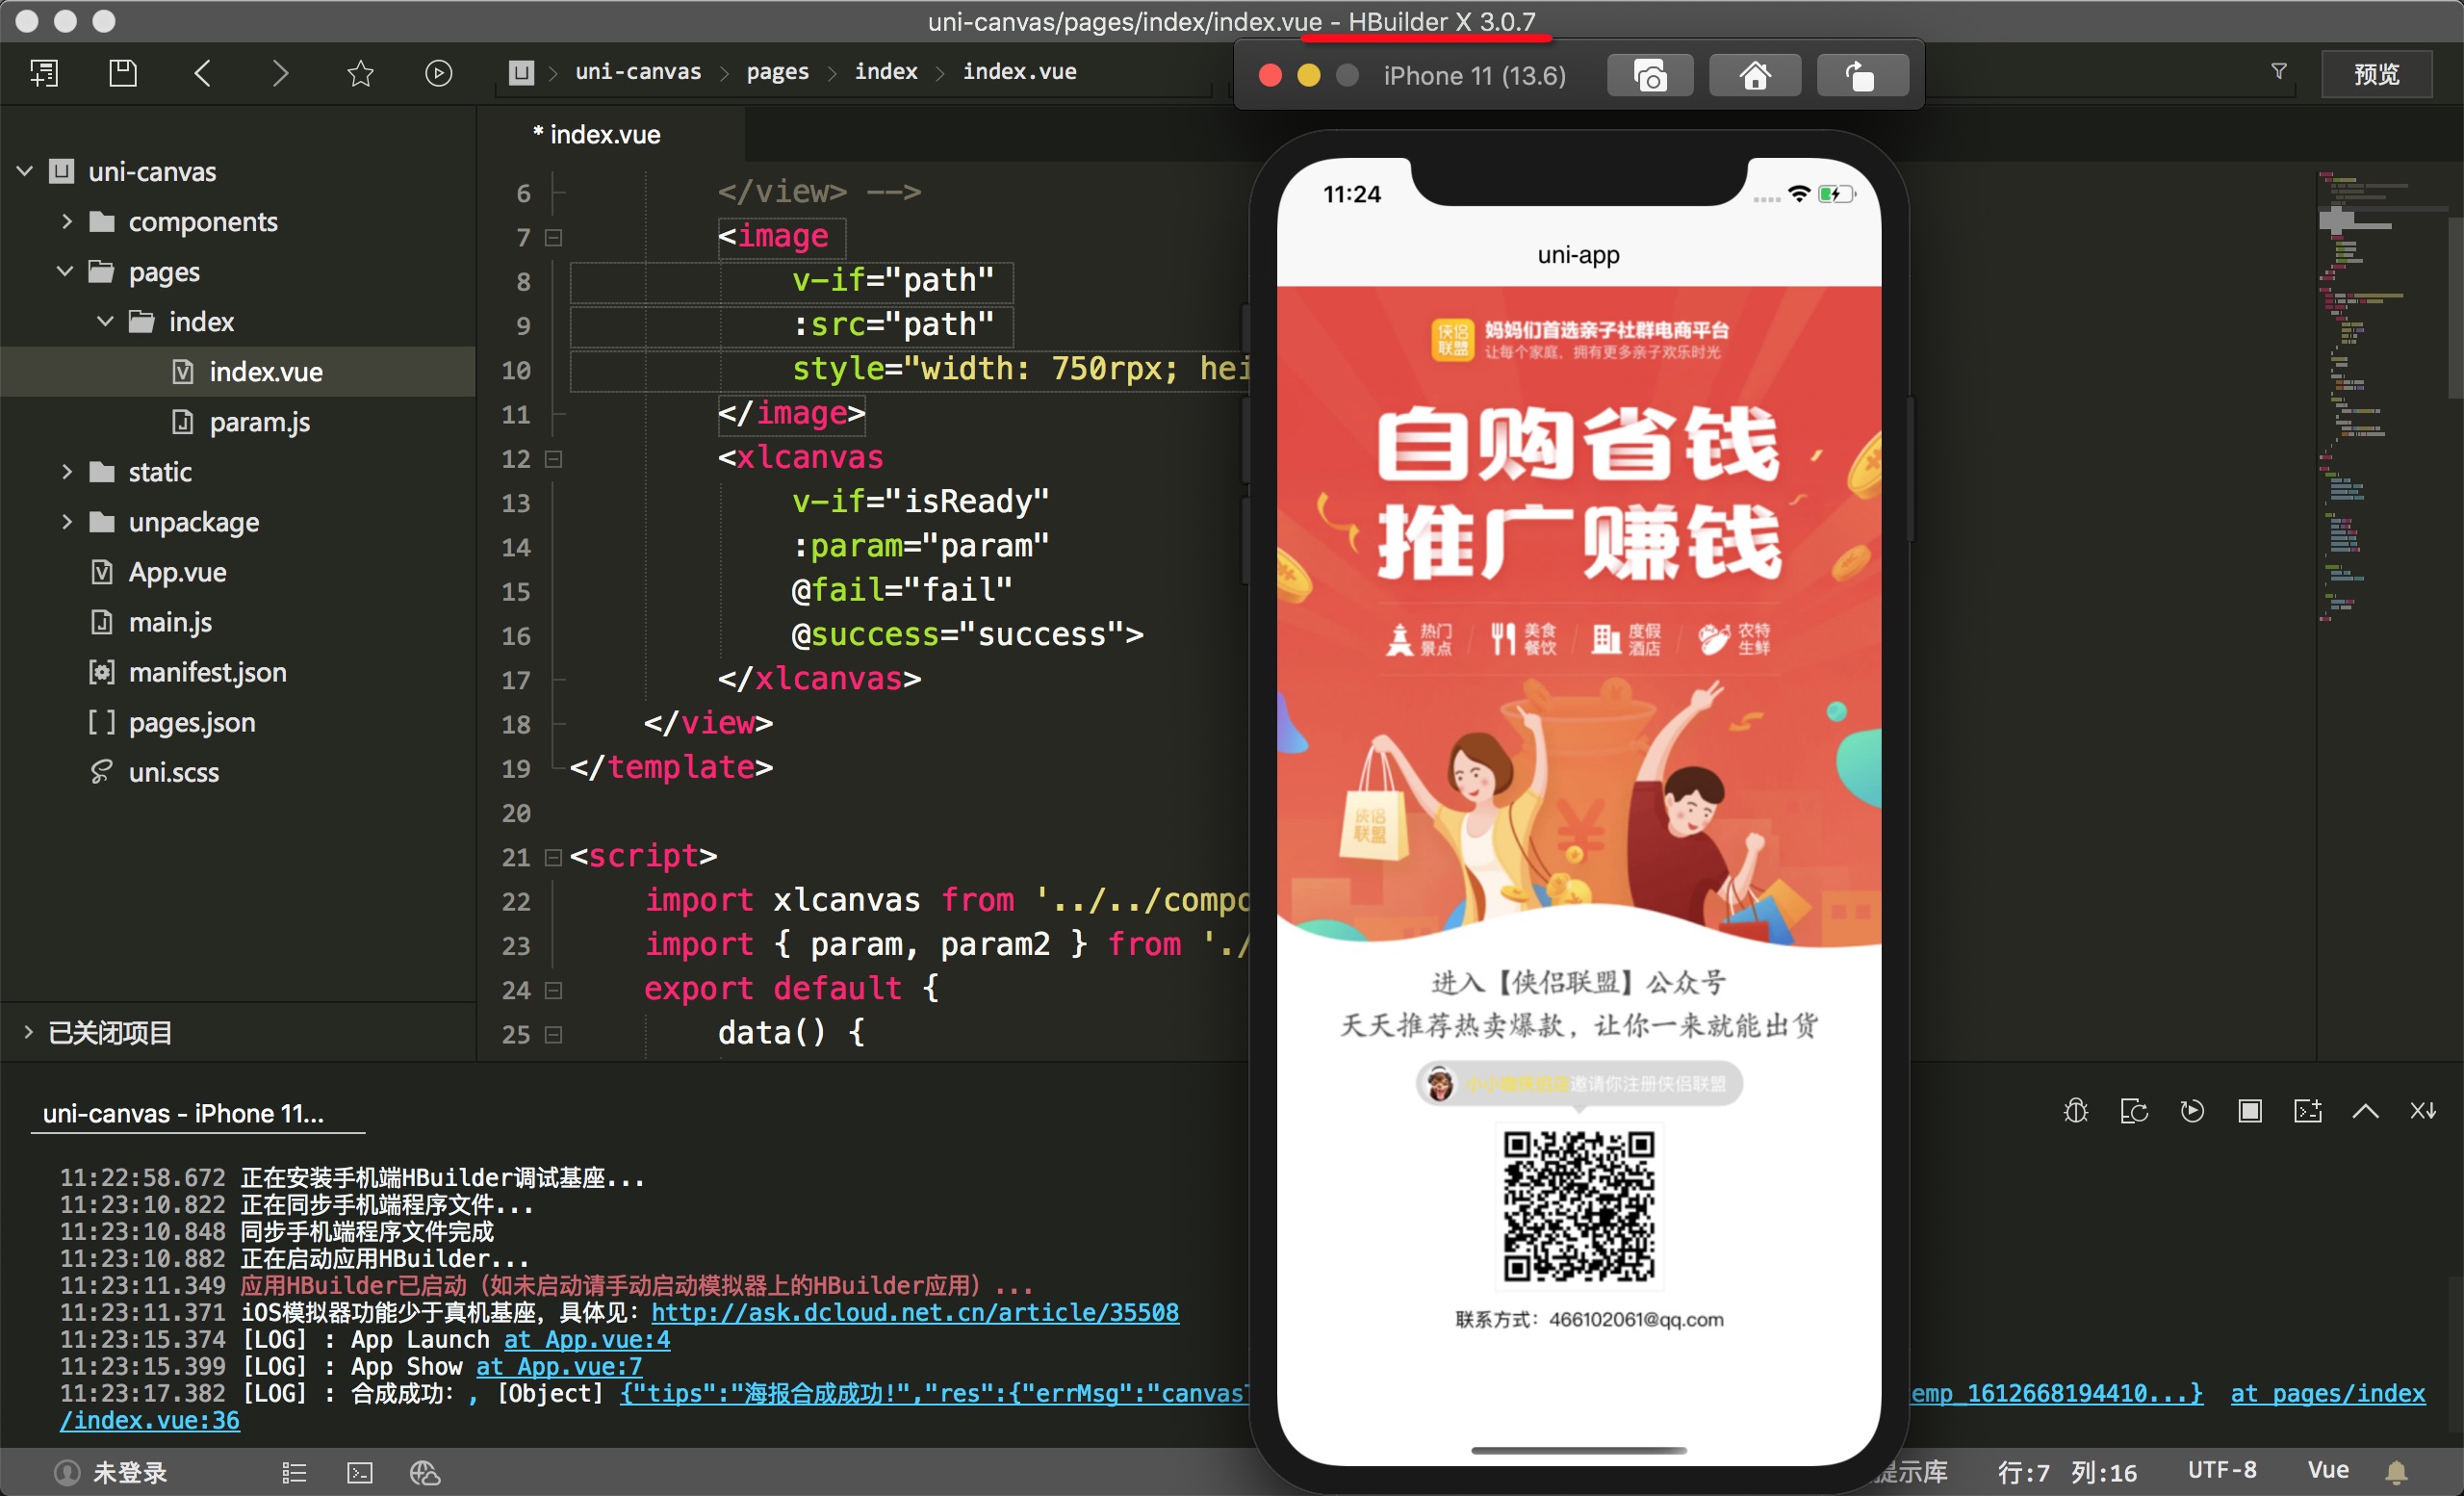 uni-canvas/pages/index/index.vue - HBuilder X 3.0.7
uni-canvas
pages
index
index.vue
预览
* index.vue
uni-canvas
components
pages
index
index.vue
param.js
static
unpackage
App.vue
main.js
manifest.json
pages.json
uni.scss
已关闭项目
6 </view> -->
7 <image
8 v-if="path"
9 :src="path"
10 style="width: 750rpx; hei
11 </image>
12 <xlcanvas
13 v-if="isReady"
14 :param="param"
15 @fail="fail"
16 @success="success">
17 </xlcanvas>
18 </view>
19 </template>
20
21 <script>
22 import xlcanvas from '../../compo
23 import { param, param2 } from './
24 export default {
25 data() {
iPhone 11 (13.6)
11:24
uni-app
侠侣
联盟
妈妈们首选亲子社群电商平台
让每个家庭，拥有更多亲子欢乐时光
自购省钱
推广赚钱
热门
景点
美食
餐饮
度假
酒店
农特
生鲜
侠侣
联盟
进入【侠侣联盟】公众号
天天推荐热卖爆款，让你一来就能出货
邀请你注册侠侣联盟
联系方式：466102061@qq.com
uni-canvas - iPhone 11...
11:22:58.672 正在安装手机端HBuilder调试基座...
11:23:10.822 正在同步手机端程序文件...
11:23:10.848 同步手机端程序文件完成
11:23:10.882 正在启动应用HBuilder...
11:23:11.349 应用HBuilder已启动（如未启动请手动启动模拟器上的HBuilder应用）...
11:23:11.371 iOS模拟器功能少于真机基座，具体见：http://ask.dcloud.net.cn/article/35508
11:23:15.374 [LOG] : App Launch at App.vue:4
11:23:15.399 [LOG] : App Show at App.vue:7
11:23:17.382 [LOG] : 合成成功：, [Object] {"tips":"海报合成成功!","res":{"errMsg":"canvas emp_1612668194410...} at pages/index
/index.vue:36
未登录
提示库
行:7 列:16
UTF-8
Vue